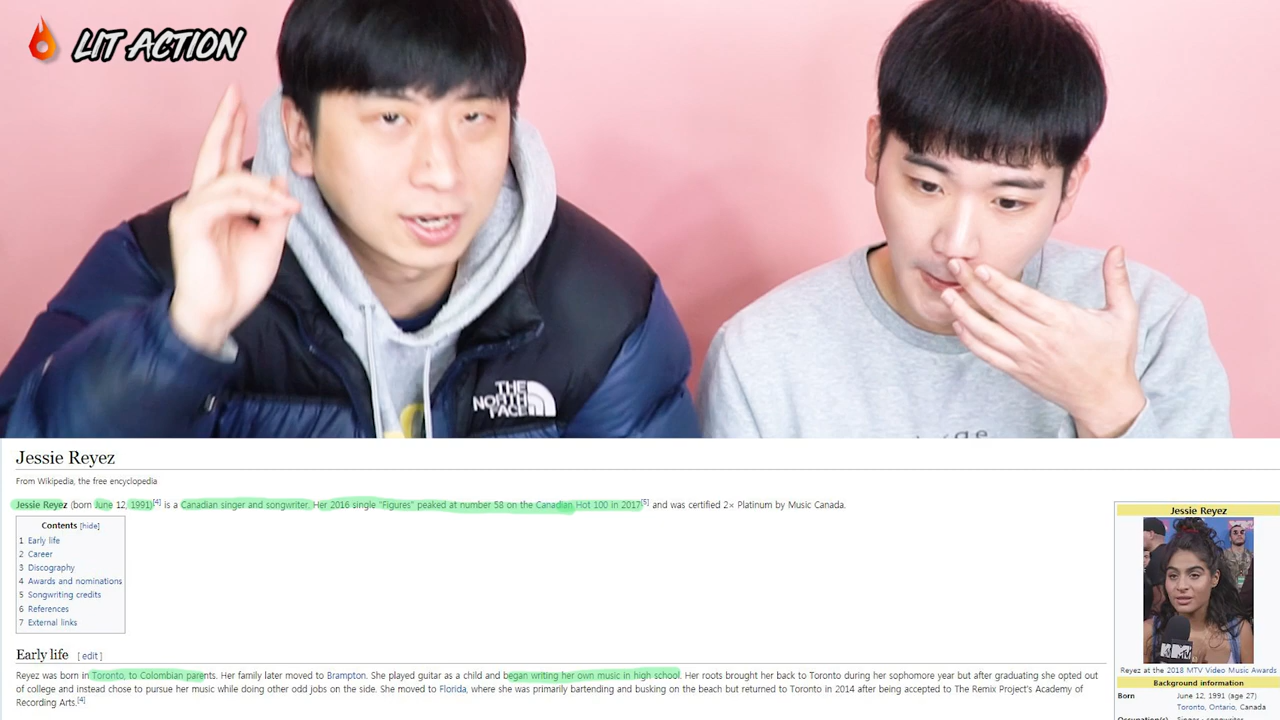 LIT ACTION
THE
NORTH
FACE
Jessie Reyez
From Wikipedia, the free encyclopedia
Jessie Reyez (born June 12, 1991)[4] is a Canadian singer and songwriter. Her 2016 single "Figures" peaked at number 58 on the Canadian Hot 100 in 2017[5] and was certified 2× Platinum by Music Canada.
Contents [hide]
1 Early life
2 Career
3 Discography
4 Awards and nominations
5 Songwriting credits
6 References
7 External links
Jessie Reyez
MTV
Reyez at the 2018 MTV Video Music Awards
Background information
Born June 12, 1991 (age 27)
Toronto, Ontario, Canada
Occupation(s) Singer · songwriter
Early life [ edit ]
Reyez was born in Toronto, to Colombian parents. Her family later moved to Brampton. She played guitar as a child and began writing her own music in high school. Her roots brought her back to Toronto during her sophomore year but after graduating she opted out
of college and instead chose to pursue her music while doing other odd jobs on the side. She moved to Florida, where she was primarily bartending and busking on the beach but returned to Toronto in 2014 after being accepted to The Remix Project's Academy of
Recording Arts.[4]